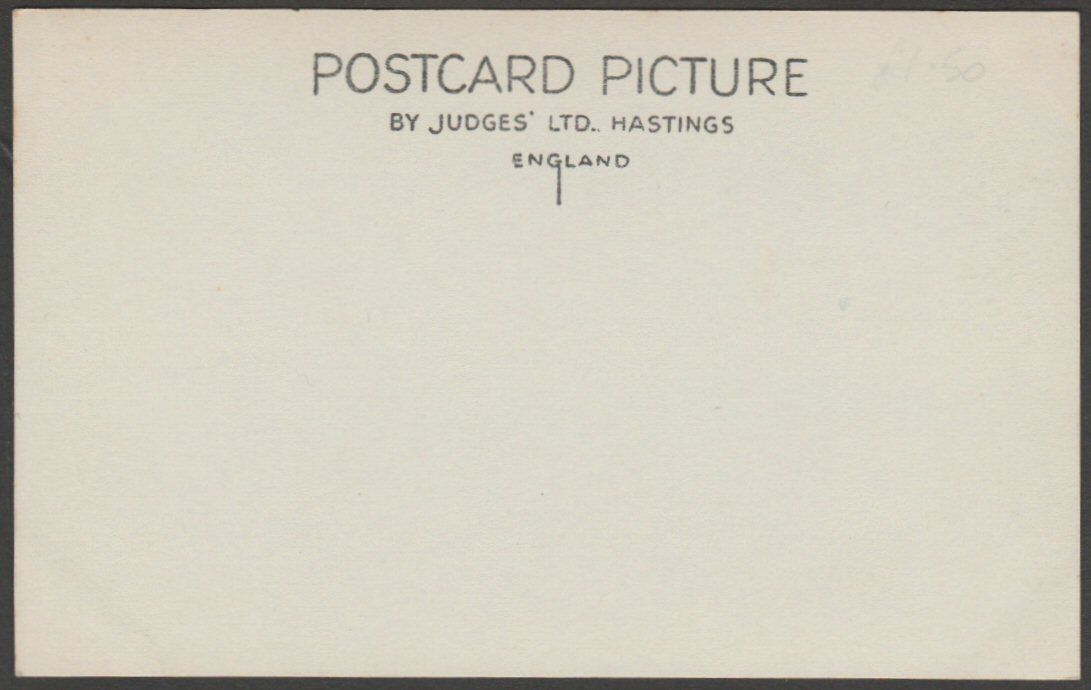 POSTCARD PICTURE
BY JUDGES' LTD., HASTINGS
ENGLAND
£1.50